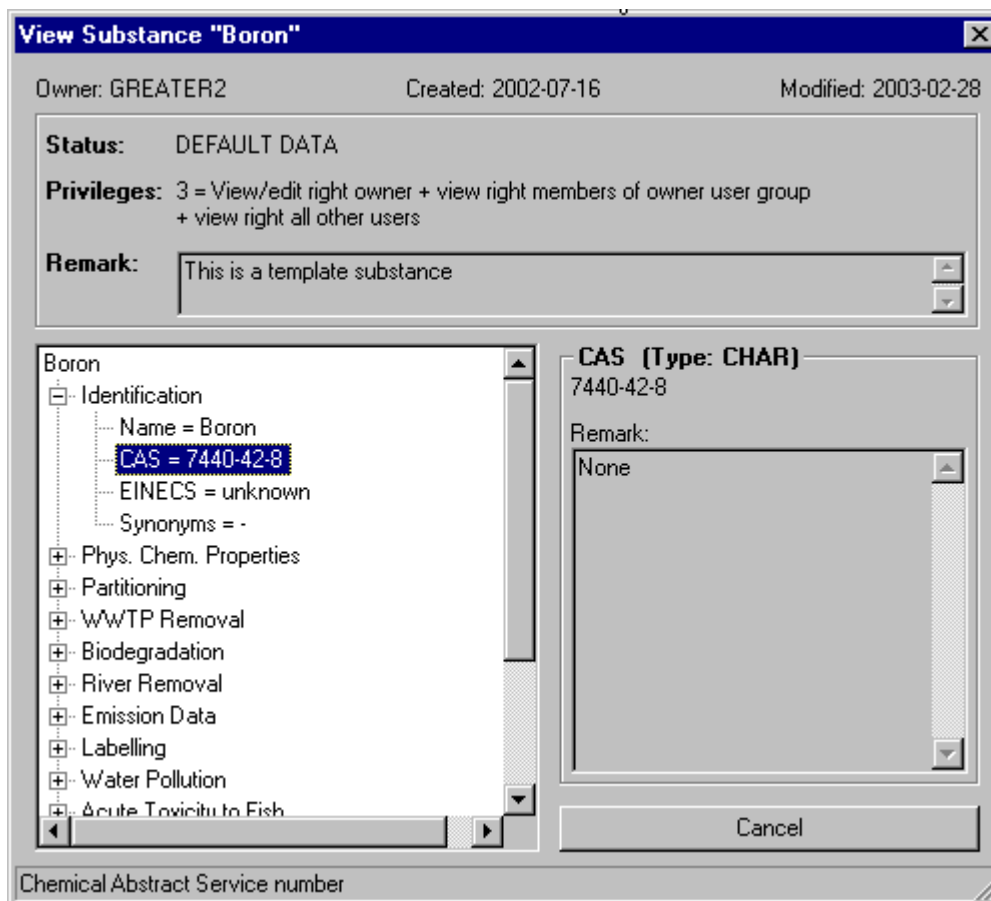 View Substance "Boron"
Owner: GREATER2 Created: 2002-07-16 Modified: 2003-02-28
Status: DEFAULT DATA
Privileges: 3 = View/edit right owner + view right members of owner user group
+ view right all other users
Remark: This is a template substance
Boron
Identification
Name = Boron
CAS = 7440-42-8
EINECS = unknown
Synonyms = -
Phys. Chem. Properties
Partitioning
WWTP Removal
Biodegradation
River Removal
Emission Data
Labelling
Water Pollution
Acute Toxicity to Fish
CAS (Type: CHAR)
7440-42-8
Remark:
None
Cancel
Chemical Abstract Service number